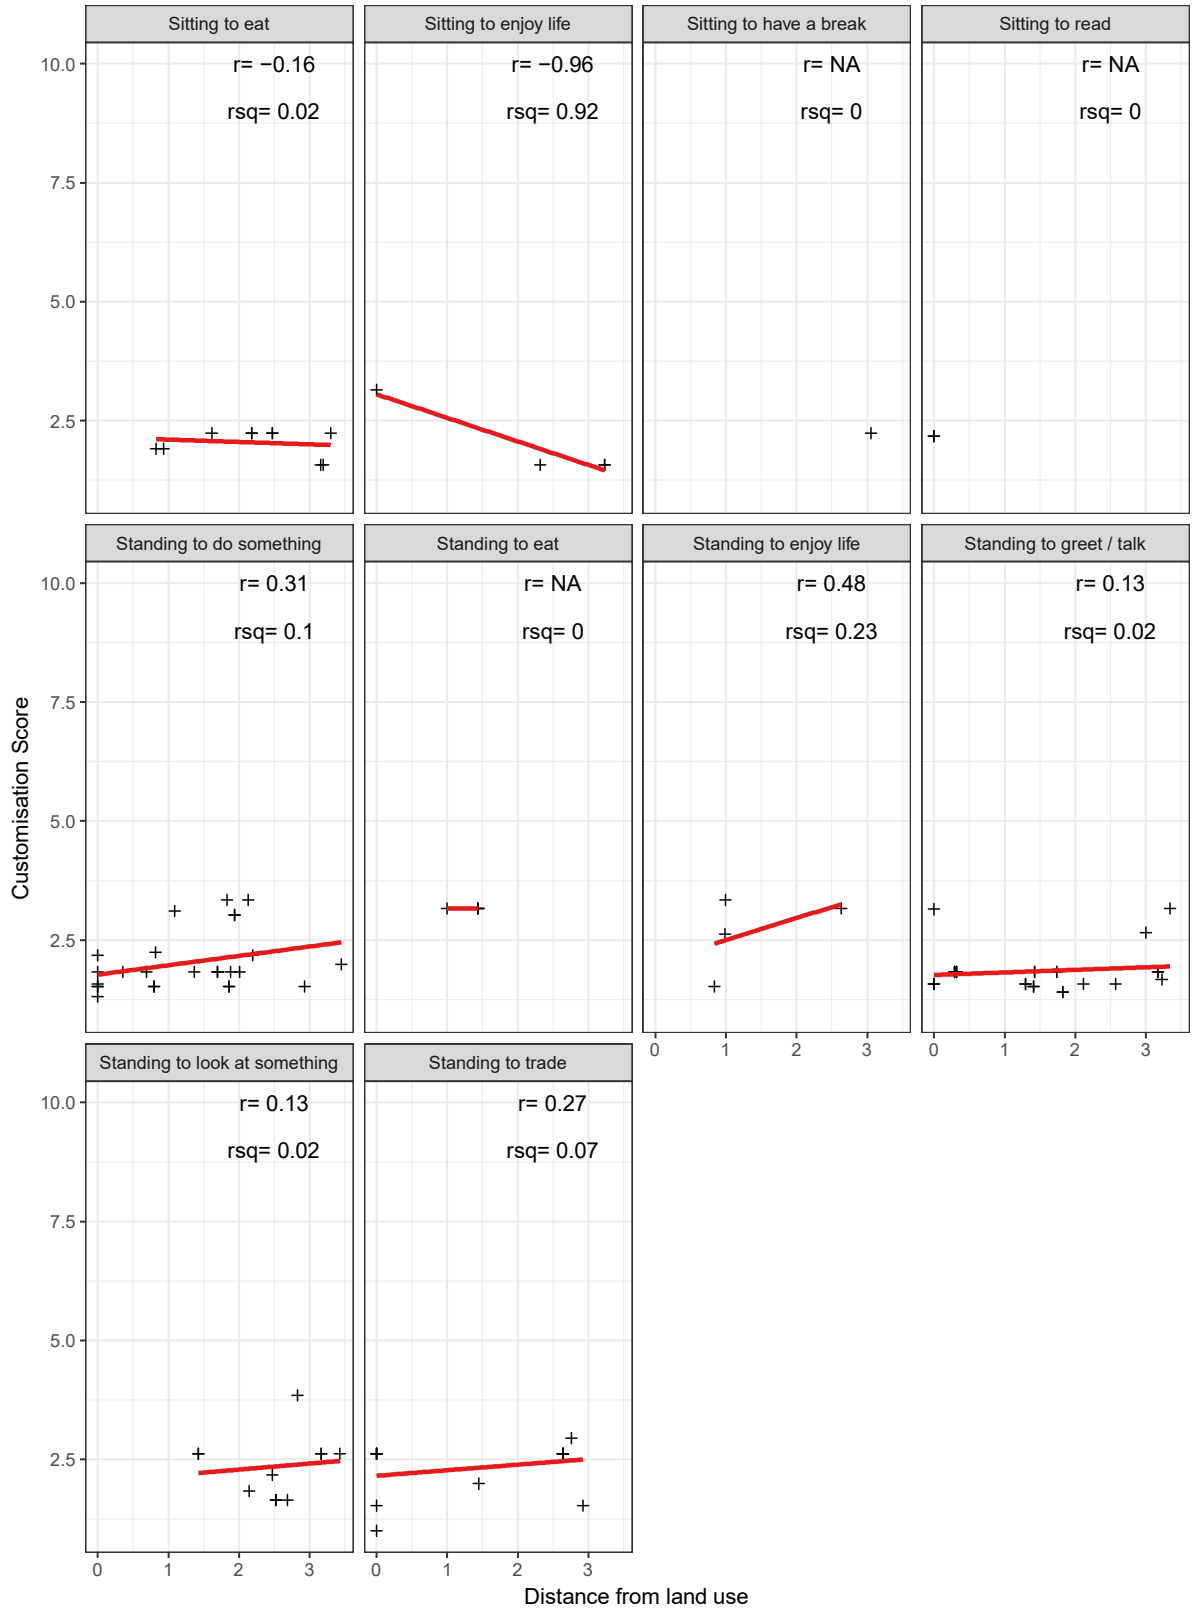 Sitting to eat
Sitting to enjoy life
Sitting to have a break
Sitting to read
r= −0.16
r= −0.96
r= NA
r= NA
rsq= 0.02
rsq= 0.92
rsq= 0
rsq= 0
10.0
7.5
5.0
2.5
Standing to do something
Standing to eat
Standing to enjoy life
Standing to greet / talk
r= 0.31
r= NA
r= 0.48
r= 0.13
rsq= 0.1
rsq= 0
rsq= 0.23
rsq= 0.02
10.0
7.5
5.0
2.5
0 1 2 3
0 1 2 3
Customisation Score
Standing to look at something
Standing to trade
r= 0.13
r= 0.27
rsq= 0.02
rsq= 0.07
10.0
7.5
5.0
2.5
0 1 2 3
0 1 2 3
Distance from land use